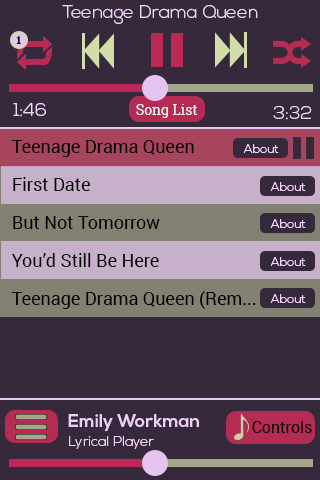 Teenage Drama Queen
1
1:46
Song List
3:32
Teenage Drama Queen About
First Date About
But Not Tomorrow About
You'd Still Be Here About
Teenage Drama Queen (Rem... About
Emily Workman
Lyrical Player
Controls